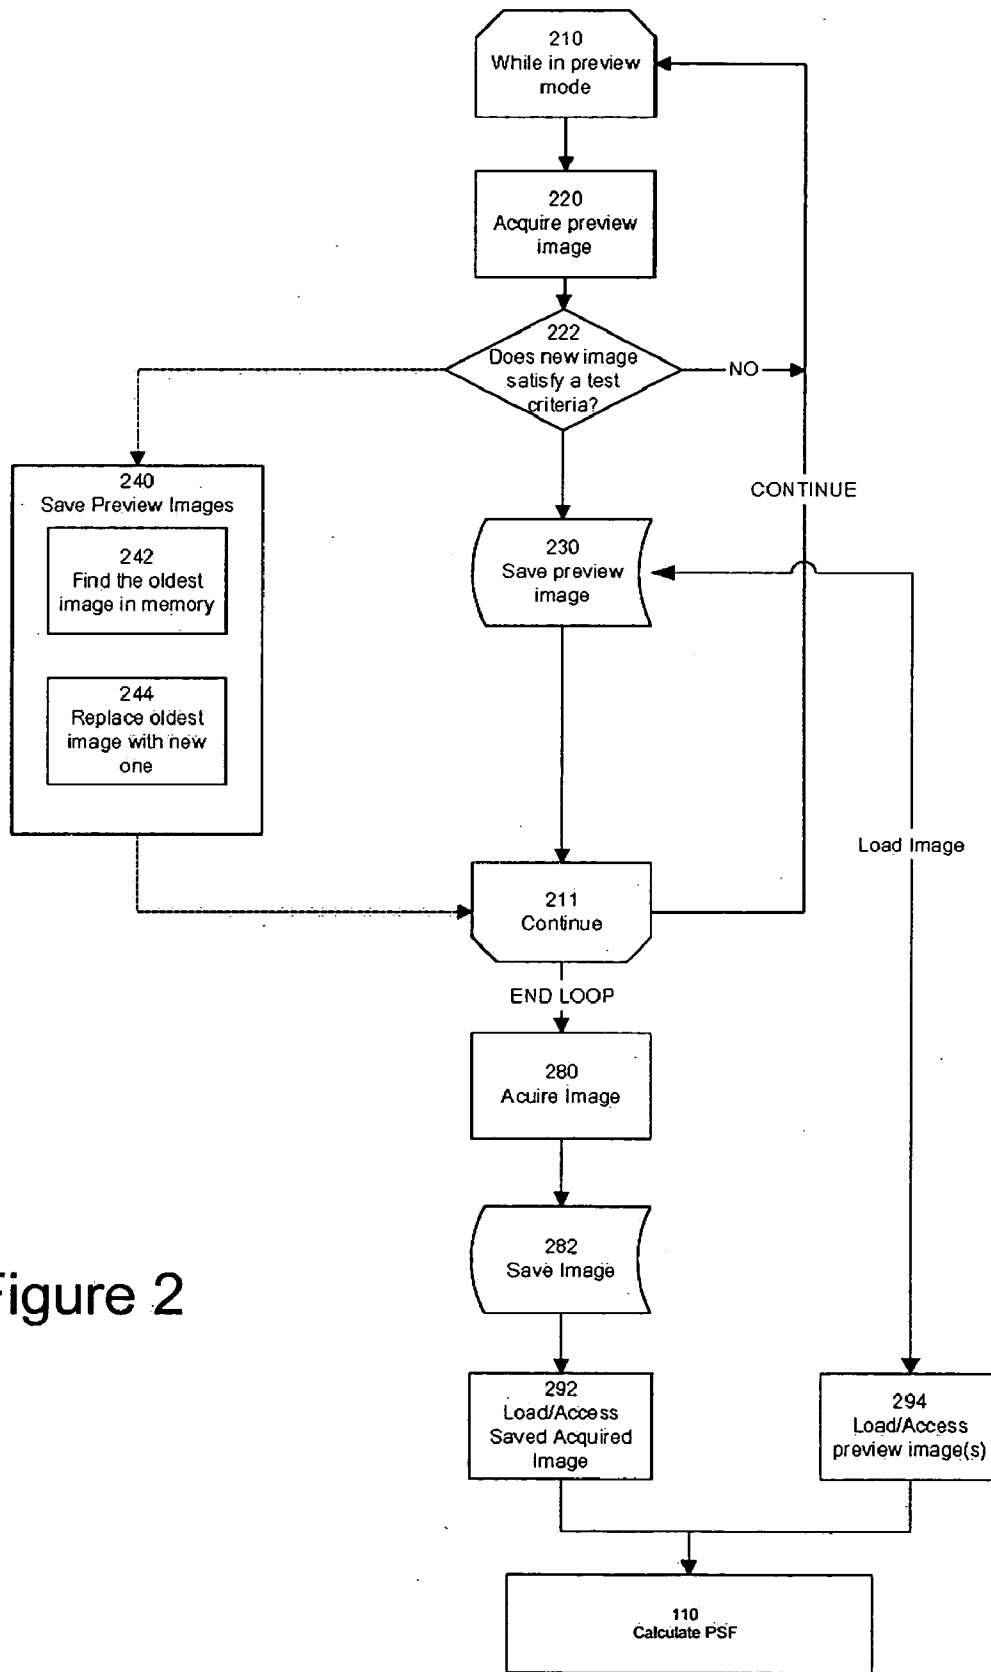 210
While in preview
mode
220
Acquire preview
image
222
Does new image
satisfy a test
criteria?
NO
CONTINUE
240
Save Preview Images
242
Find the oldest
image in memory
230
Save preview
image
244
Replace oldest
image with new
one
Load Image
211
Continue
END LOOP
280
Acuire Image
282
Save Image
Figure 2
292
Load/Access
Saved Acquired
Image
294
Load/Access
preview image(s)
110
Calculate PSF